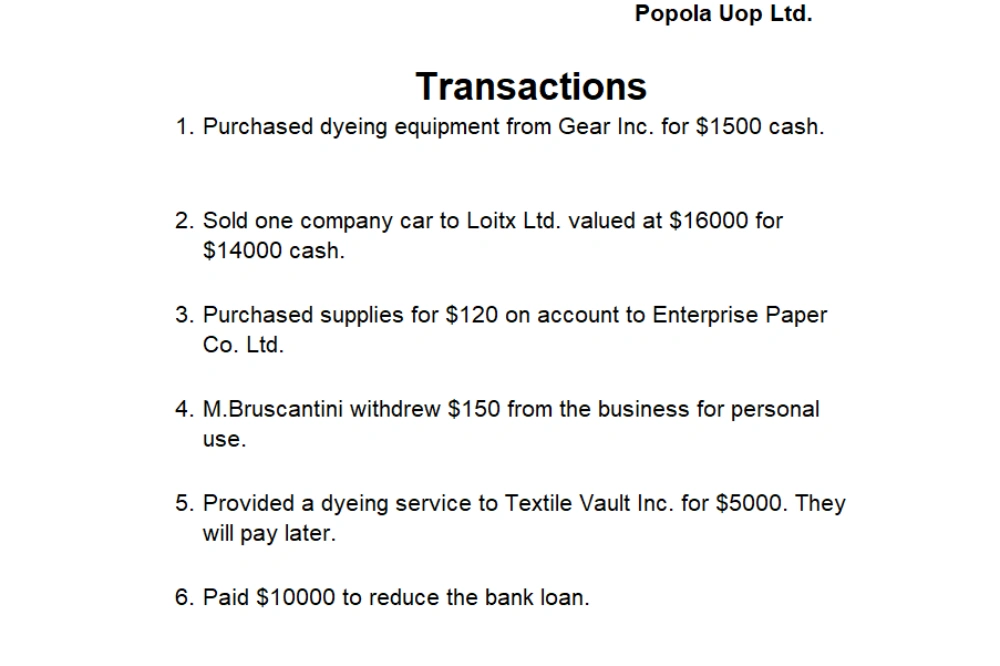 Popola Uop Ltd.
Transactions
1. Purchased dyeing equipment from Gear Inc. for $1500 cash.
2. Sold one company car to Loitx Ltd. valued at $16000 for
$14000 cash.
3. Purchased supplies for $120 on account to Enterprise Paper
Co. Ltd.
4. M.Bruscantini withdrew $150 from the business for personal
use.
5. Provided a dyeing service to Textile Vault Inc. for $5000. They
will pay later.
6. Paid $10000 to reduce the bank loan.